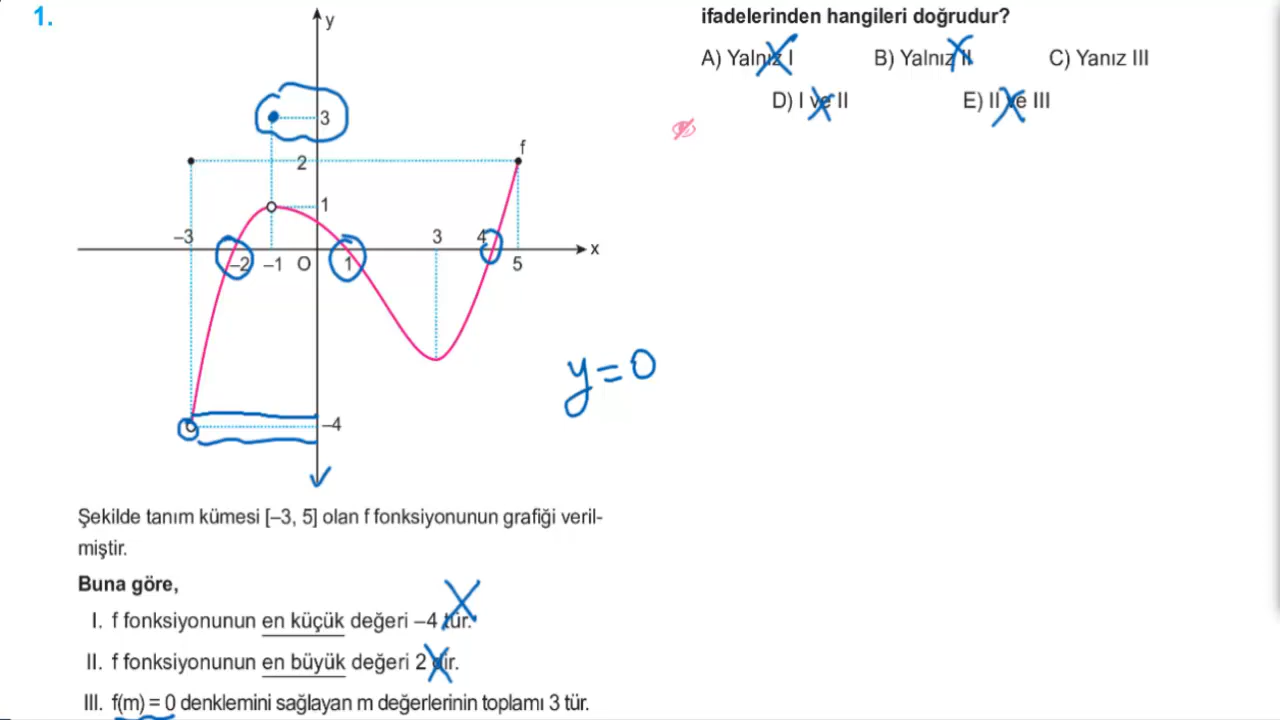 1.
y
3
f
2
1
–3
3
4
x
–2
–1
O
1
5
y=0
–4
Şekilde tanım kümesi [–3, 5] olan f fonksiyonunun grafiği veril-
miştir.
Buna göre,
I. f fonksiyonunun en küçük değeri –4 tür.
II. f fonksiyonunun en büyük değeri 2 dir.
III. f(m) = 0 denklemini sağlayan m değerlerinin toplamı 3 tür.
ifadelerinden hangileri doğrudur?
A) Yalnız I B) Yalnız II C) Yanız III
D) I ve II E) II ve III